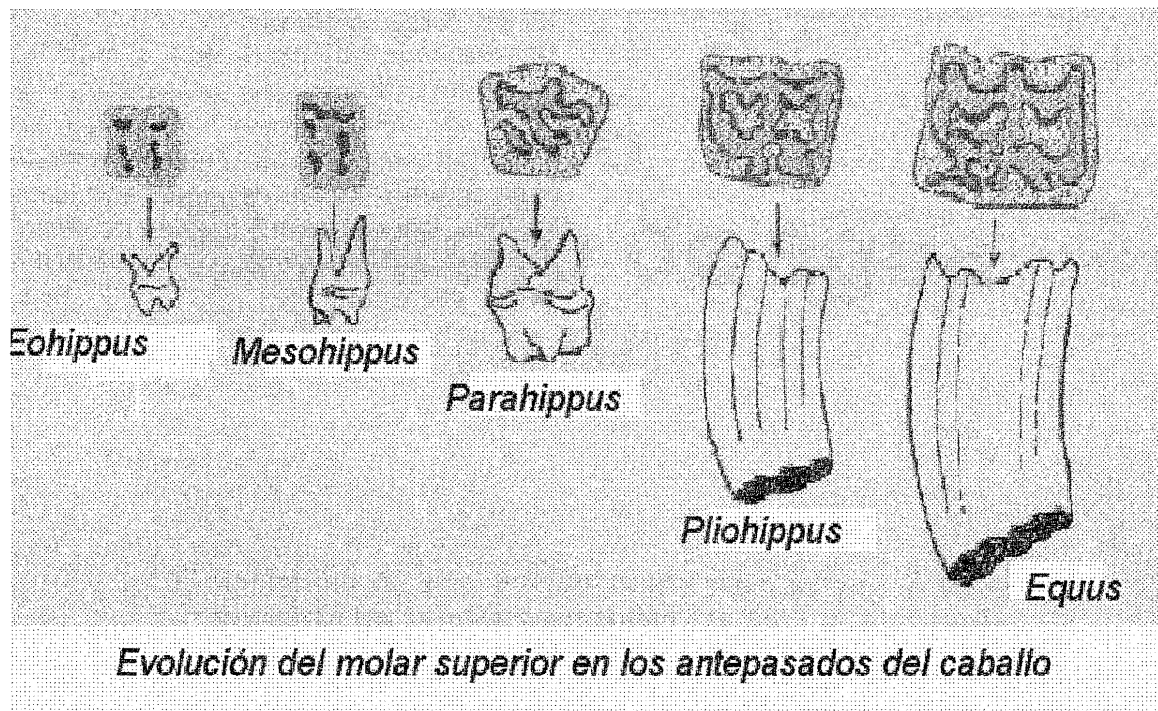 Eohippus
Mesohippus
Parahippus
Pliohippus
Equus
Evolución del molar superior en los antepasados del caballo